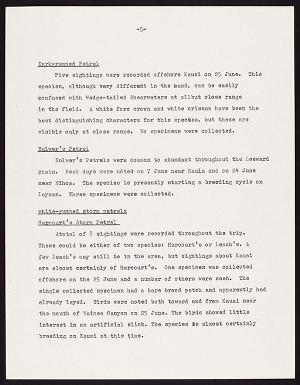 -5-
Dark-rumped Petrel
Five sightings were recorded offshore Kauai on 25 June. This
species, although very different in the hand, can be easily
confused with Wedge-tailed Shearwaters at allbut close range
in the field. A white fore crown and white crissum have been the
best distinguishing characters for this species, but these are
visible only at close range. No specimens were collected.
Bulwer's Petrel
Bulwer's Petrels were common to abundant throughout the Leeward
chain. Peak days were noted on 7 June near Kaula and on 24 June
near Nihoa. The species is presently starting a breeding cycle on
Laysan. Three specimens were collected.
White-rumped storm petrels
Harcourt's Storm Petrel
Atotal of 8 sightings were recorded throughout the trip.
These could be either of two species: Harcourt's or Leach's. A
few Leach's may still be in the area, but sightings about Kauai
are almost certainly of Harcourt's. One specimen was collected
offshore on the 25 June and a number of others were seen. The
single collected specimen had a bare brood patch and apparently had
already layed. Birds were noted both toward and from Kauai near
the mouth of Waimea Canyon on 25 June. The birds showed little
interest in an artificial slick. The species is almost certainly
breeding on Kauai at this time.